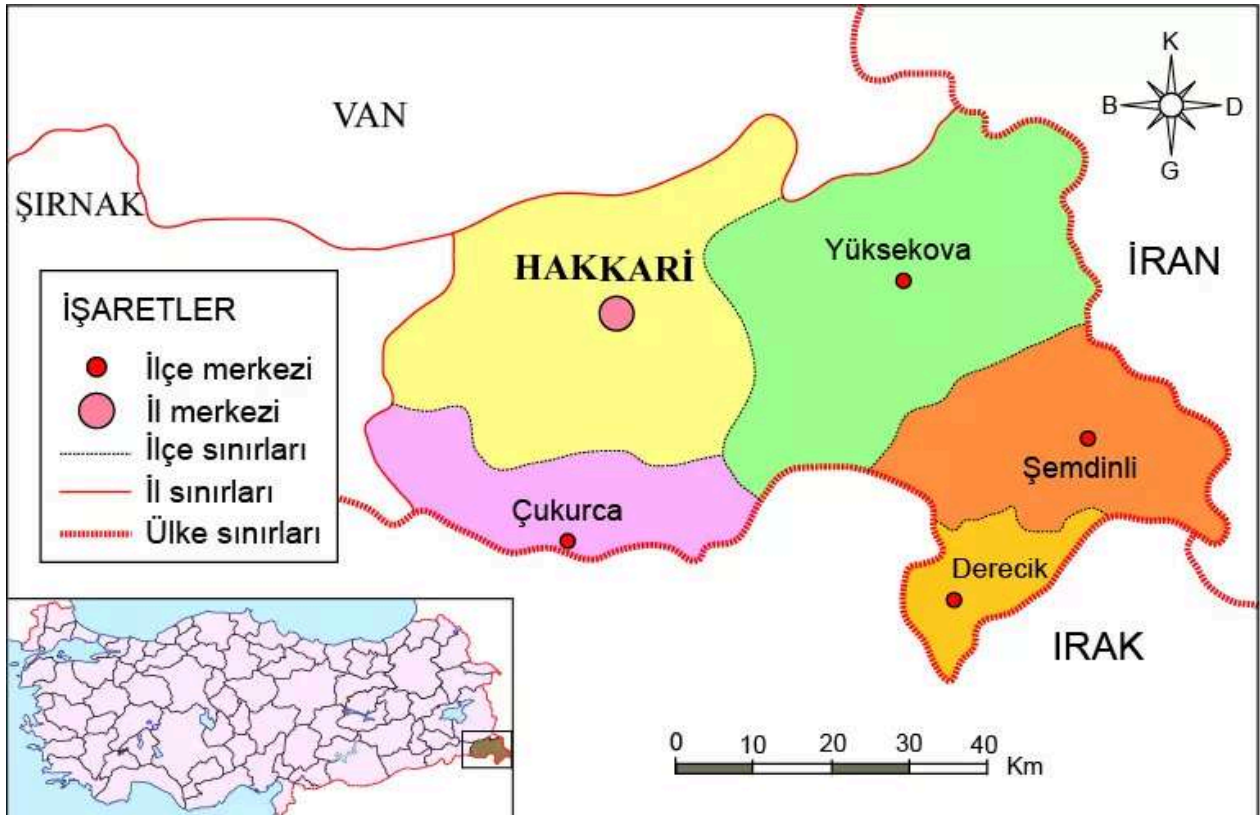 VAN
K
B D
G
ŞIRNAK
Yüksekova
İRAN
HAKKARİ
İŞARETLER
İlçe merkezi
İl merkezi
İlçe sınırları
İl sınırları
Ülke sınırları
Şemdinli
Çukurca
Derecik
IRAK
0 10 20 30 40
Km